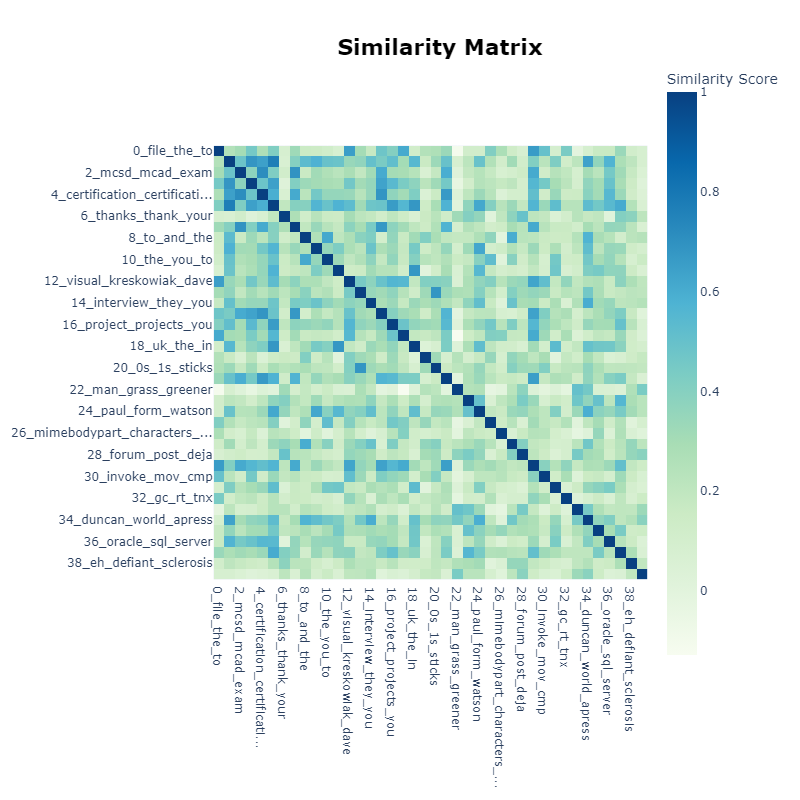 Similarity Matrix
Similarity Score
1
0.8
0.6
0.4
0.2
0
0_file_the_to
2_mcsd_mcad_exam
4_certification_certificati...
6_thanks_thank_your
8_to_and_the
10_the_you_to
12_visual_kreskowiak_dave
14_interview_they_you
16_project_projects_you
18_uk_the_in
20_0s_1s_sticks
22_man_grass_greener
24_paul_form_watson
26_mimebodypart_characters_...
28_forum_post_deja
30_invoke_mov_cmp
32_gc_rt_tnx
34_duncan_world_apress
36_oracle_sql_server
38_eh_defiant_sclerosis
0_file_the_to
2_mcsd_mcad_exam
4_certification_certificati...
6_thanks_thank_your
8_to_and_the
10_the_you_to
12_visual_kreskowiak_dave
14_interview_they_you
16_project_projects_you
18_uk_the_in
20_0s_1s_sticks
22_man_grass_greener
24_paul_form_watson
26_mimebodypart_characters_...
28_forum_post_deja
30_invoke_mov_cmp
32_gc_rt_tnx
34_duncan_world_apress
36_oracle_sql_server
38_eh_defiant_sclerosis